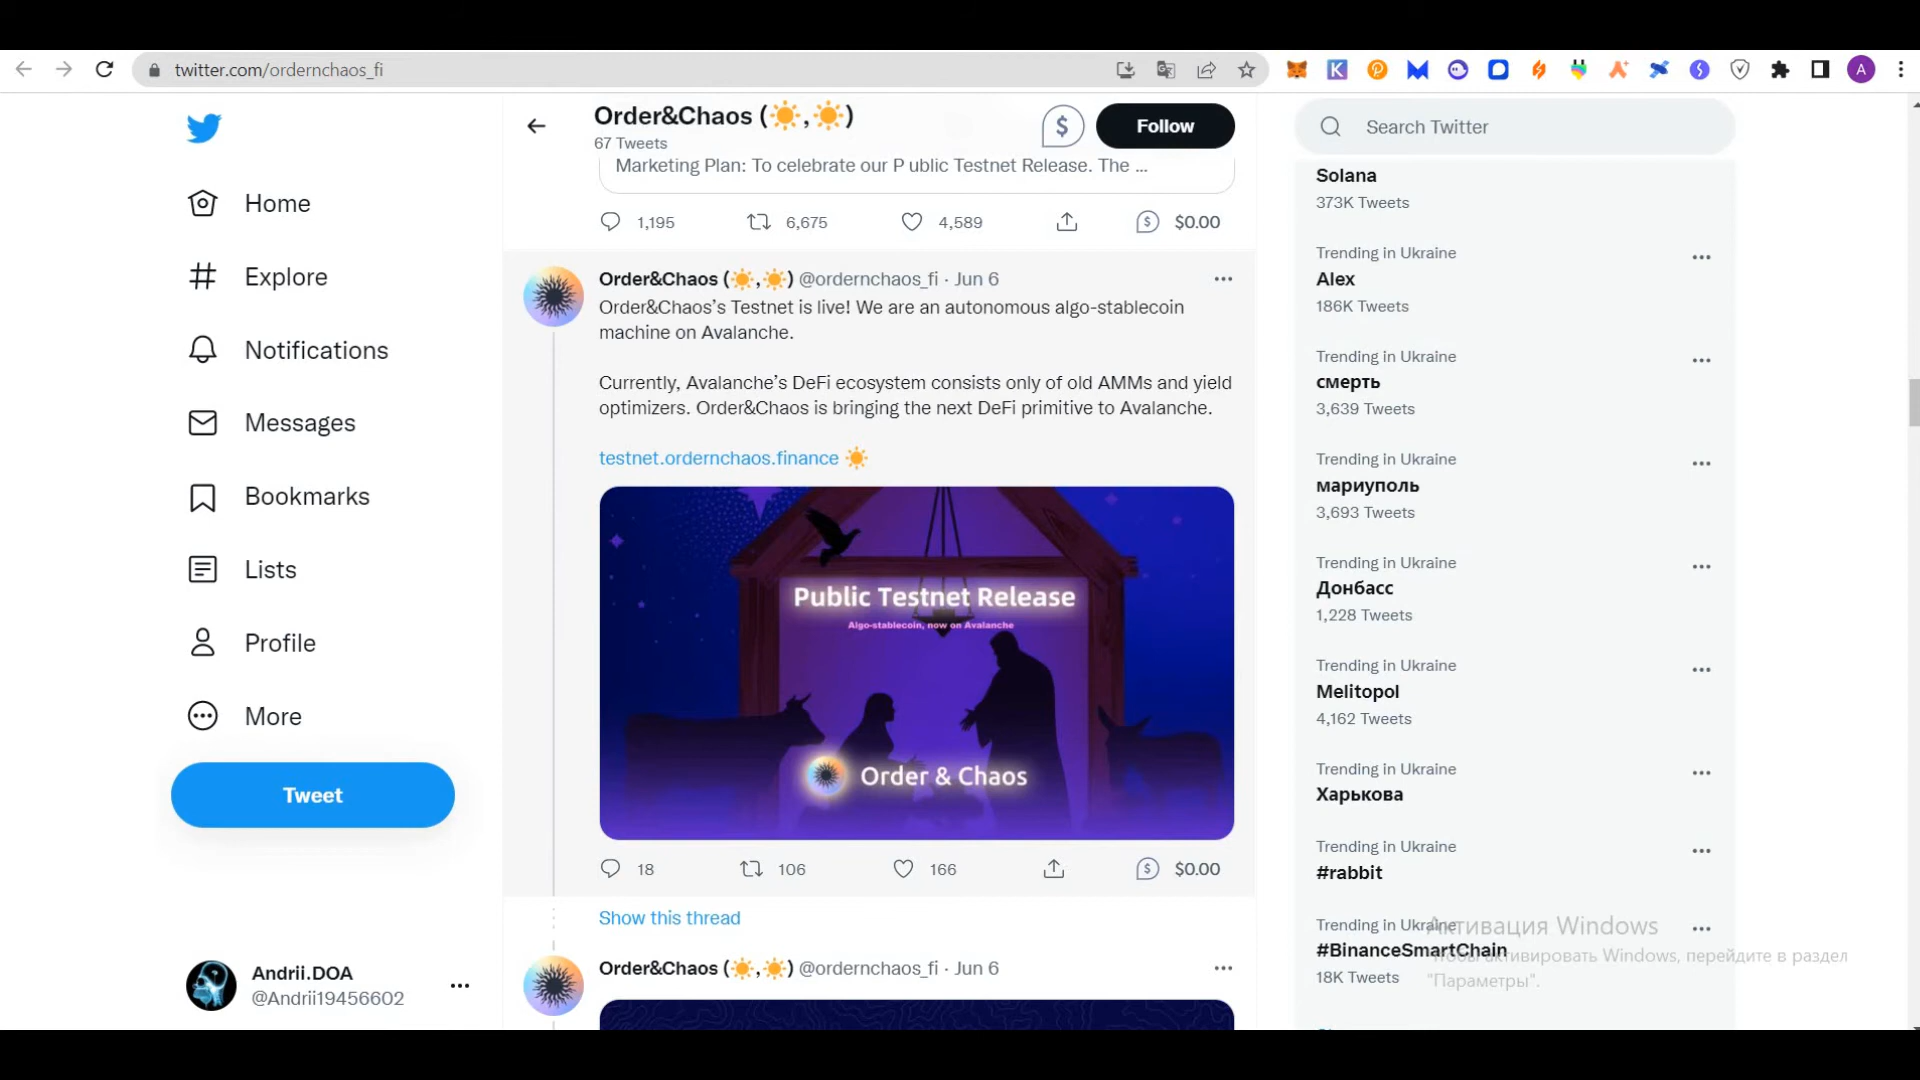 twitter.com/ordernchaos_fi
A
Order&Chaos (☀️,☀️)
67 Tweets
Follow
Search Twitter
Home
Explore
Notifications
Messages
Bookmarks
Lists
Profile
More
Tweet
Andrii.DOA
@Andrii19456602
Marketing Plan: To celebrate our P ublic Testnet Release. The ...
1,195
6,675
4,589
$0.00
Order&Chaos (☀️,☀️) @ordernchaos_fi · Jun 6
Order&Chaos’s Testnet is live! We are an autonomous algo-stablecoin
machine on Avalanche.
Currently, Avalanche’s DeFi ecosystem consists only of old AMMs and yield
optimizers. Order&Chaos is bringing the next DeFi primitive to Avalanche.
testnet.ordernchaos.finance ☀️
Public Testnet Release
Algo-stablecoin, now on Avalanche
Order & Chaos
18
106
166
$0.00
Show this thread
Order&Chaos (☀️,☀️) @ordernchaos_fi · Jun 6
Solana
373K Tweets
Trending in Ukraine
Alex
186K Tweets
Trending in Ukraine
смерть
3,639 Tweets
Trending in Ukraine
мариуполь
3,693 Tweets
Trending in Ukraine
Донбасс
1,228 Tweets
Trending in Ukraine
Melitopol
4,162 Tweets
Trending in Ukraine
Харькова
Trending in Ukraine
#rabbit
Trending in Ukraine
#BinanceSmartChain
18K Tweets
Активация Windows
Чтобы активировать Windows, перейдите в раздел
"Параметры".